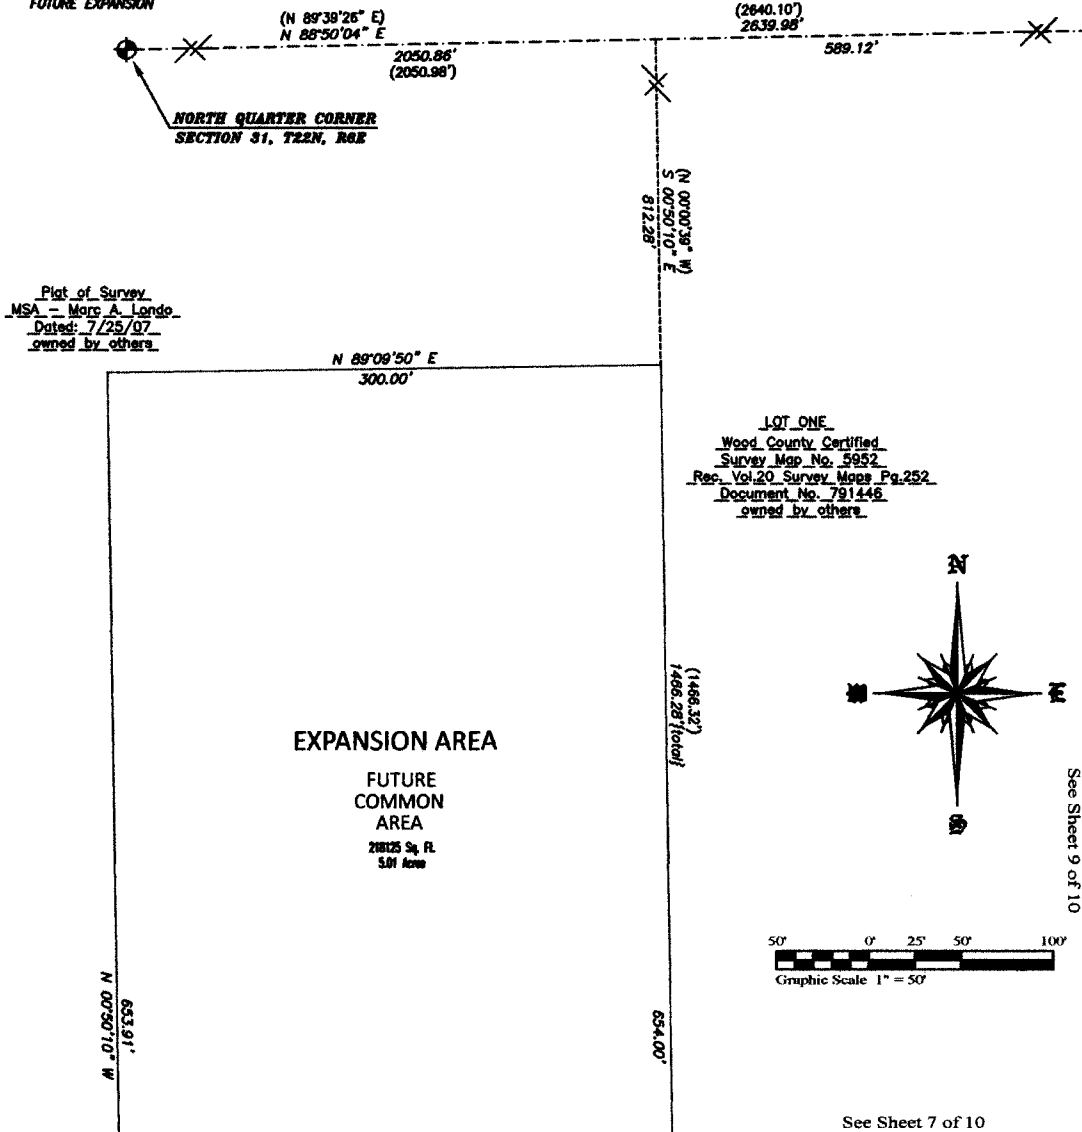 FUTURE EXPANSION
(N 89°39'26" E)
N 88°50'04" E
2050.86'
(2050.98')
(2640.10')
2639.98'
589.12'
NORTH QUARTER CORNER
SECTION 31, T22N, R6E
(N 00°00'39" W)
S 00°50'10" E
812.28'
Plat of Survey
MSA - Marc A. Londo
Dated: 7/25/07
owned by others
N 89°09'50" E
300.00'
LOT ONE
Wood County Certified
Survey Map No. 5952
Rec. Vol.20 Survey Maps Pg.252
Document No. 791446
owned by others
N
W
E
S
(1466.32')
1466.28'{total}
EXPANSION AREA
FUTURE
COMMON
AREA
218125 Sq. Ft.
5.01 Acres
See Sheet 9 of 10
50' 0' 25' 50' 100'
Graphic Scale 1" = 50'
653.91'
N 00°50'10" W
654.00'
See Sheet 7 of 10